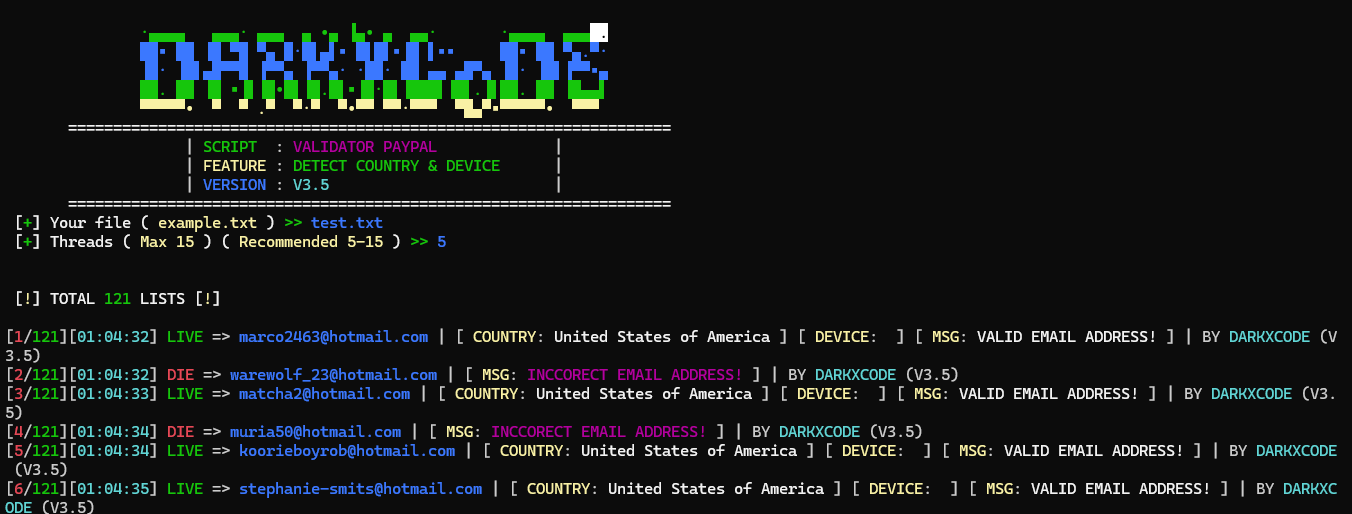 DARKXCODE
===================================================================
| SCRIPT  : VALIDATOR PAYPAL             |
| FEATURE : DETECT COUNTRY & DEVICE      |
| VERSION : V3.5                         |
===================================================================
[+] Your file ( example.txt ) >> test.txt
[+] Threads ( Max 15 ) ( Recommended 5-15 ) >> 5
[!] TOTAL 121 LISTS [!]
[1/121][01:04:32] LIVE => marco2463@hotmail.com | [ COUNTRY: United States of America ] [ DEVICE:  ] [ MSG: VALID EMAIL ADDRESS! ] | BY DARKXCODE (V
3.5)
[2/121][01:04:32] DIE => warewolf_23@hotmail.com | [ MSG: INCCORECT EMAIL ADDRESS! ] | BY DARKXCODE (V3.5)
[3/121][01:04:33] LIVE => matcha2@hotmail.com | [ COUNTRY: United States of America ] [ DEVICE:  ] [ MSG: VALID EMAIL ADDRESS! ] | BY DARKXCODE (V3.
5)
[4/121][01:04:34] DIE => muria50@hotmail.com | [ MSG: INCCORECT EMAIL ADDRESS! ] | BY DARKXCODE (V3.5)
[5/121][01:04:34] LIVE => koorieboyrob@hotmail.com | [ COUNTRY: United States of America ] [ DEVICE:  ] [ MSG: VALID EMAIL ADDRESS! ] | BY DARKXCODE
(V3.5)
[6/121][01:04:35] LIVE => stephanie-smits@hotmail.com | [ COUNTRY: United States of America ] [ DEVICE:  ] [ MSG: VALID EMAIL ADDRESS! ] | BY DARKXC
ODE (V3.5)